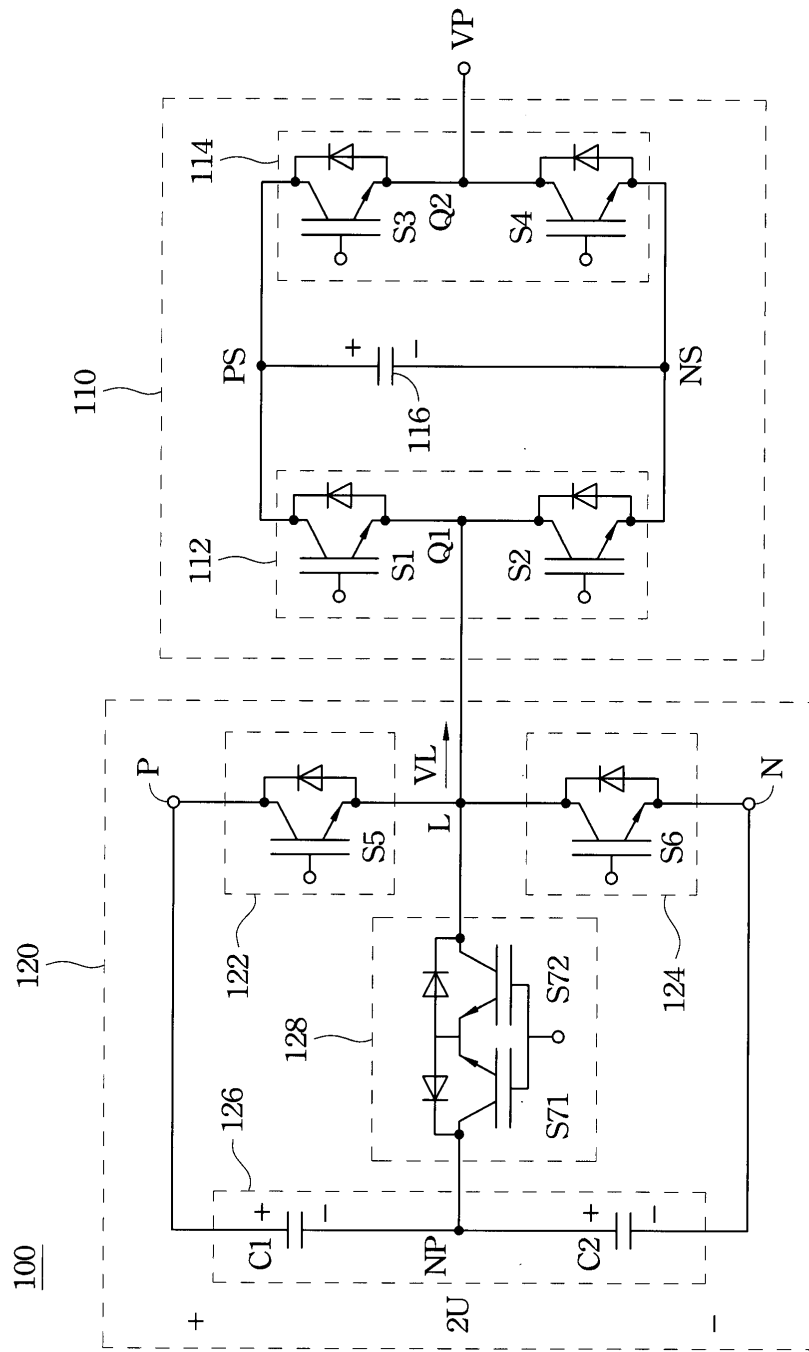 100
120
110
126
128
122
P
112
114
+
C1
+
−
S5
S1
PS
+
−
116
S3
2U
NP
L
VL
Q1
Q2
VP
S71
S72
C2
+
−
S6
S2
NS
S4
−
124
N